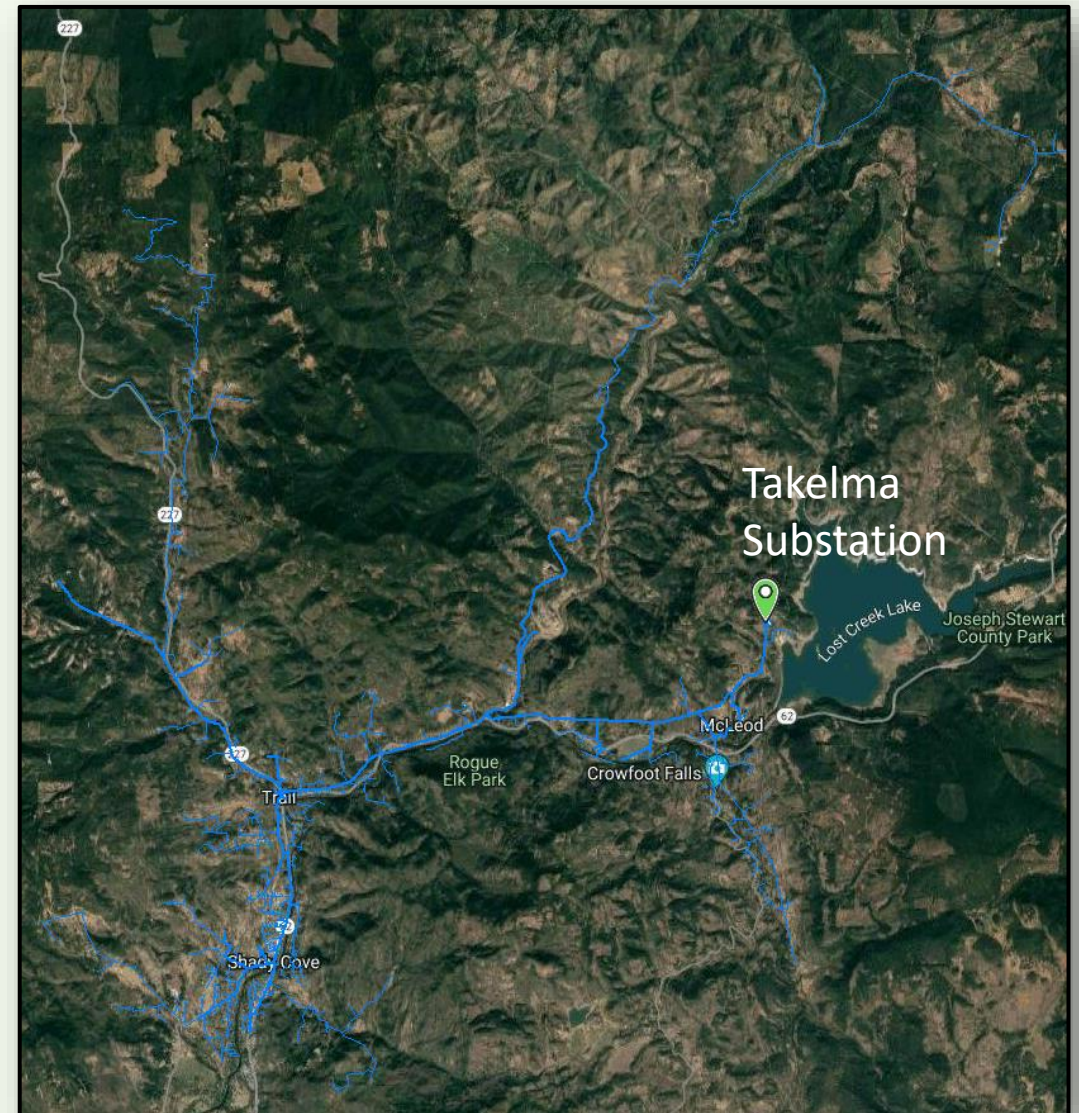 227
Takelma
Substation
227
Lost Creek Lake
Joseph Stewart
County Park
62
McLeod
227
Rogue
Elk Park
Crowfoot Falls
Trail
62
Shady Cove